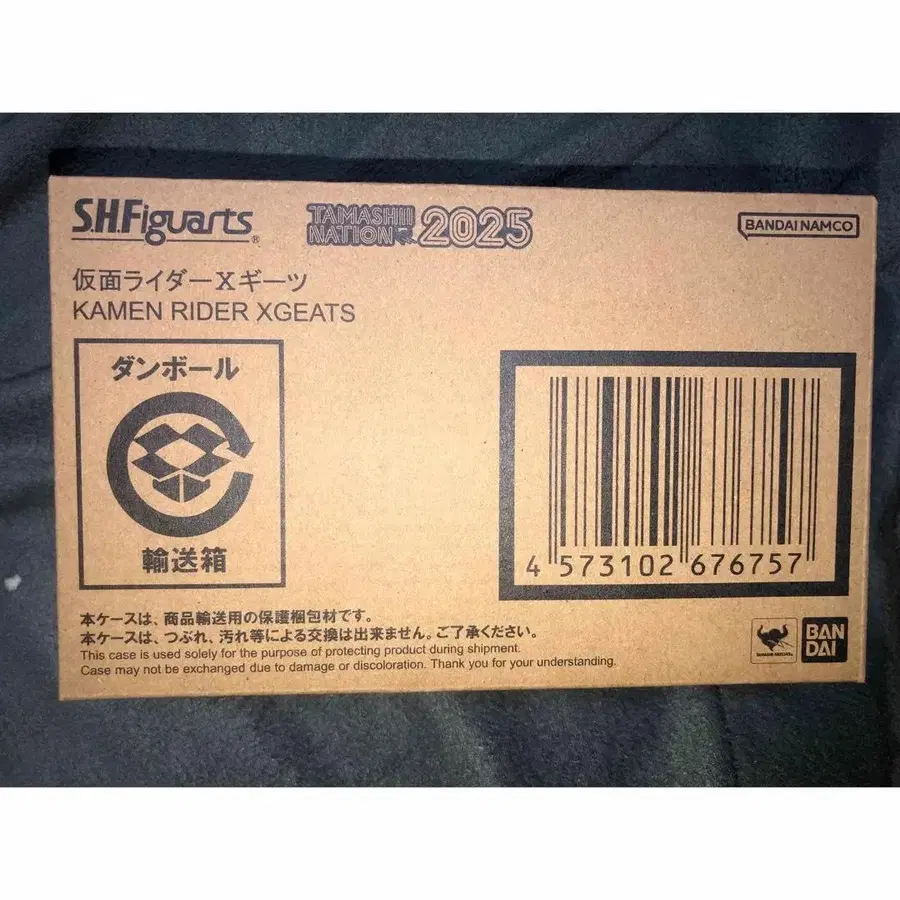 S.H.Figuarts®
TAMASHII NATION 2025
BANDAI NAMCO
仮面ライダーXギーツ
KAMEN RIDER XGEATS
ダンボール
輸送箱
4 573102 676757
本ケースは、商品輸送用の保護梱包材です。
本ケースは、つぶれ、汚れ等による交換は出来ません。ご了承ください。
This case is used solely for the purpose of protecting product during shipment.
Case may not be exchanged due to damage or discoloration. Thank you for your understanding.
TAMASHII NATIONS
BAN
DAI